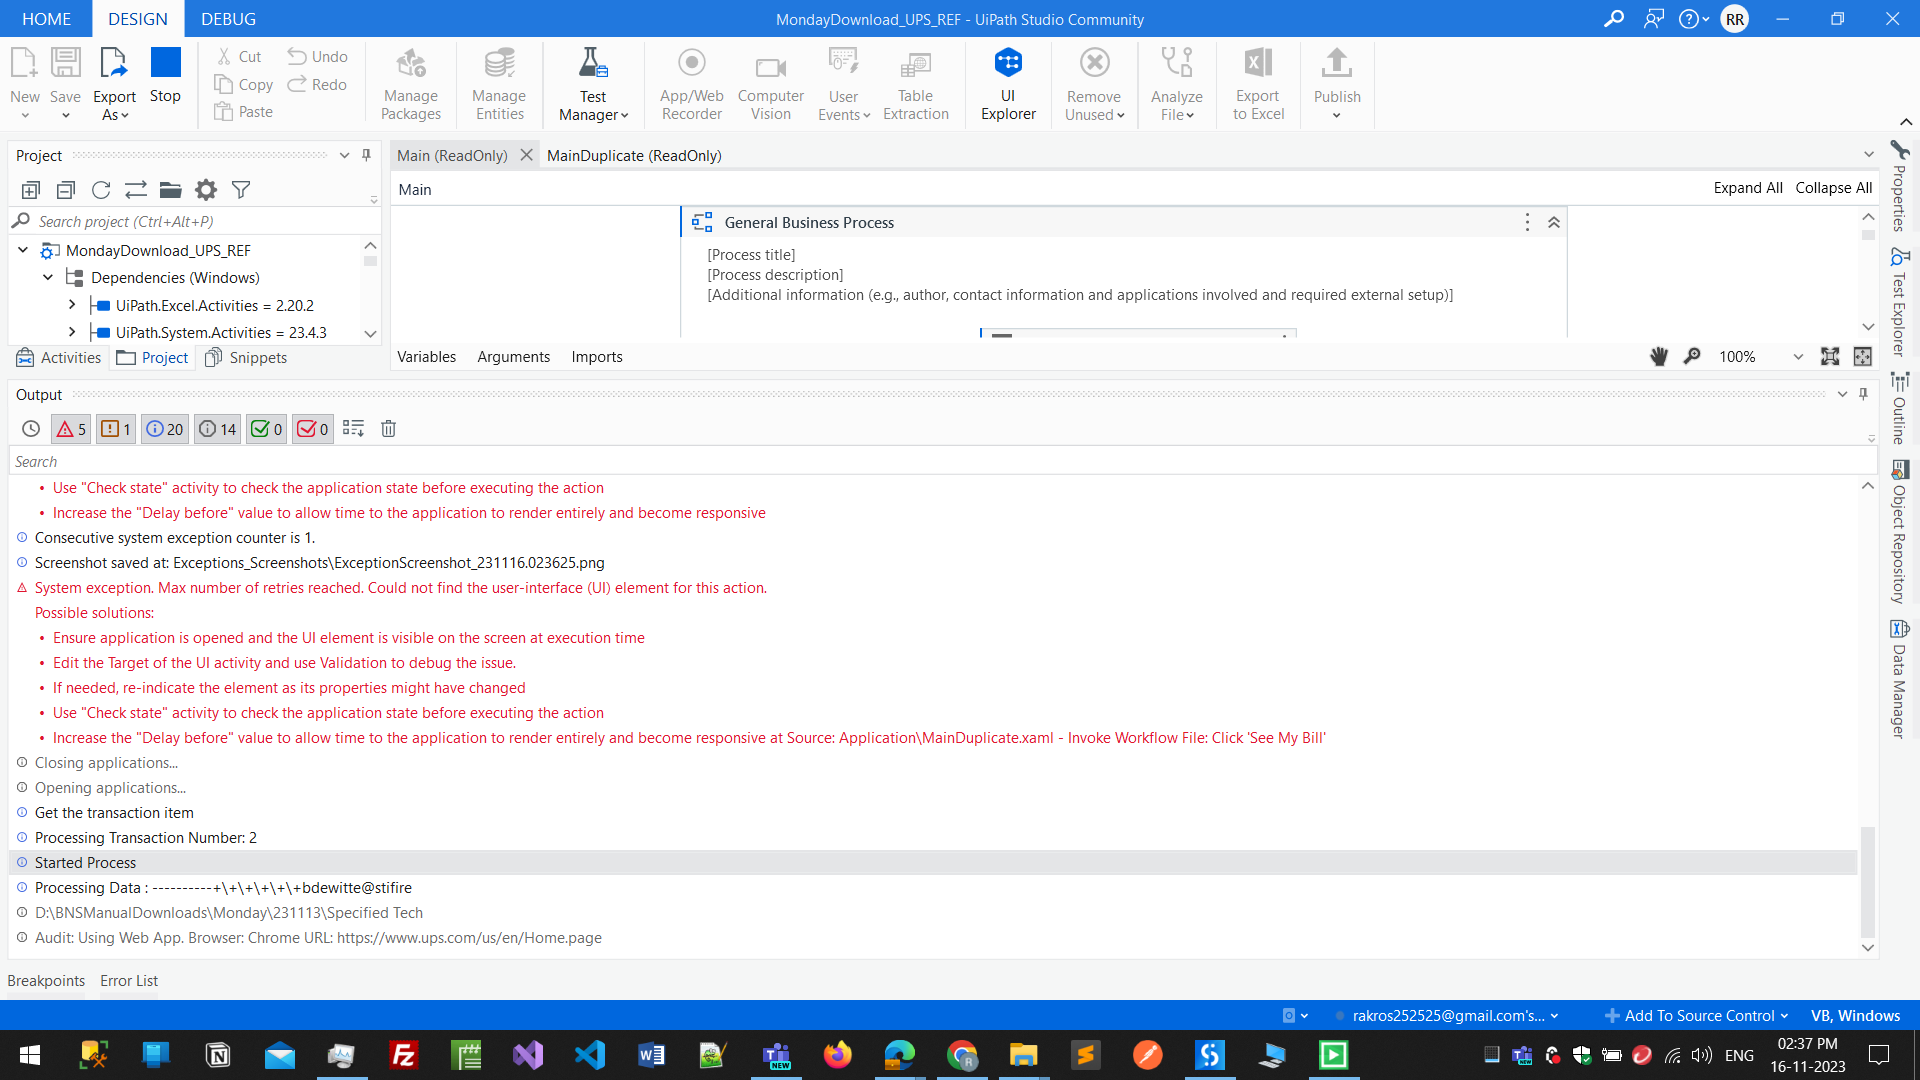 HOME DESIGN DEBUG MondayDownload_UPS_REF - UiPath Studio Community RR
New Save Export As Stop Cut Copy Paste Undo Redo Manage Packages Manage Entities Test Manager App/Web Recorder Computer Vision User Events Table Extraction UI Explorer Remove Unused Analyze File Export to Excel Publish
Project
Search project (Ctrl+Alt+P)
MondayDownload_UPS_REF
Dependencies (Windows)
UiPath.Excel.Activities = 2.20.2
UiPath.System.Activities = 23.4.3
Activities Project Snippets
Main (ReadOnly) MainDuplicate (ReadOnly)
Main Expand All Collapse All
General Business Process
[Process title]
[Process description]
[Additional information (e.g., author, contact information and applications involved and required external setup)]
Variables Arguments Imports 100%
Properties
Test Explorer
Outline
Object Repository
Data Manager
Output
5 1 20 14 0 0
Search
• Use "Check state" activity to check the application state before executing the action
• Increase the "Delay before" value to allow time to the application to render entirely and become responsive
Consecutive system exception counter is 1.
Screenshot saved at: Exceptions_Screenshots\ExceptionScreenshot_231116.023625.png
System exception. Max number of retries reached. Could not find the user-interface (UI) element for this action.
Possible solutions:
• Ensure application is opened and the UI element is visible on the screen at execution time
• Edit the Target of the UI activity and use Validation to debug the issue.
• If needed, re-indicate the element as its properties might have changed
• Use "Check state" activity to check the application state before executing the action
• Increase the "Delay before" value to allow time to the application to render entirely and become responsive at Source: Application\MainDuplicate.xaml - Invoke Workflow File: Click 'See My Bill'
Closing applications...
Opening applications...
Get the transaction item
Processing Transaction Number: 2
Started Process
Processing Data : ----------+\+\+\+\+\+bdewitte@stifire
D:\BNSManualDownloads\Monday\231113\Specified Tech
Audit: Using Web App. Browser: Chrome URL: https://www.ups.com/us/en/Home.page
Breakpoints Error List
rakros252525@gmail.com's... Add To Source Control VB, Windows
NEW ENG 02:37 PM
16-11-2023